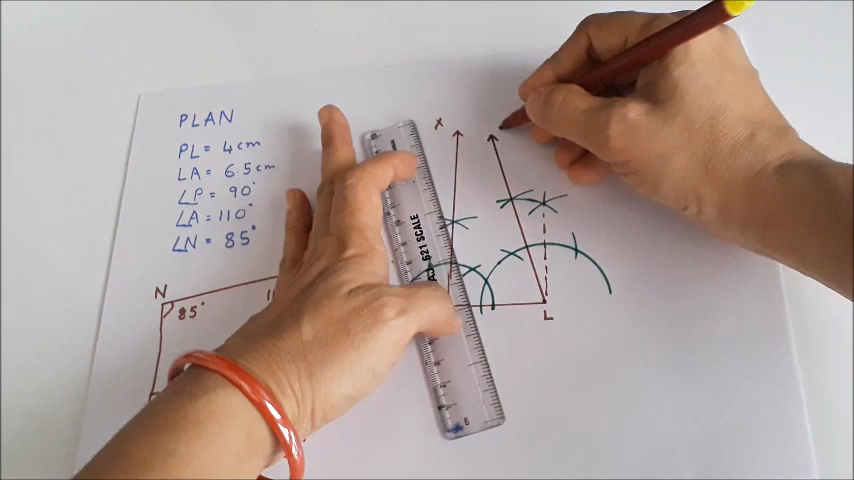 PLAN
PL = 4cm
LA = 6.5cm
∠P = 90°
∠A = 110°
∠N = 85°
X
621 SCALE
N
85°
L